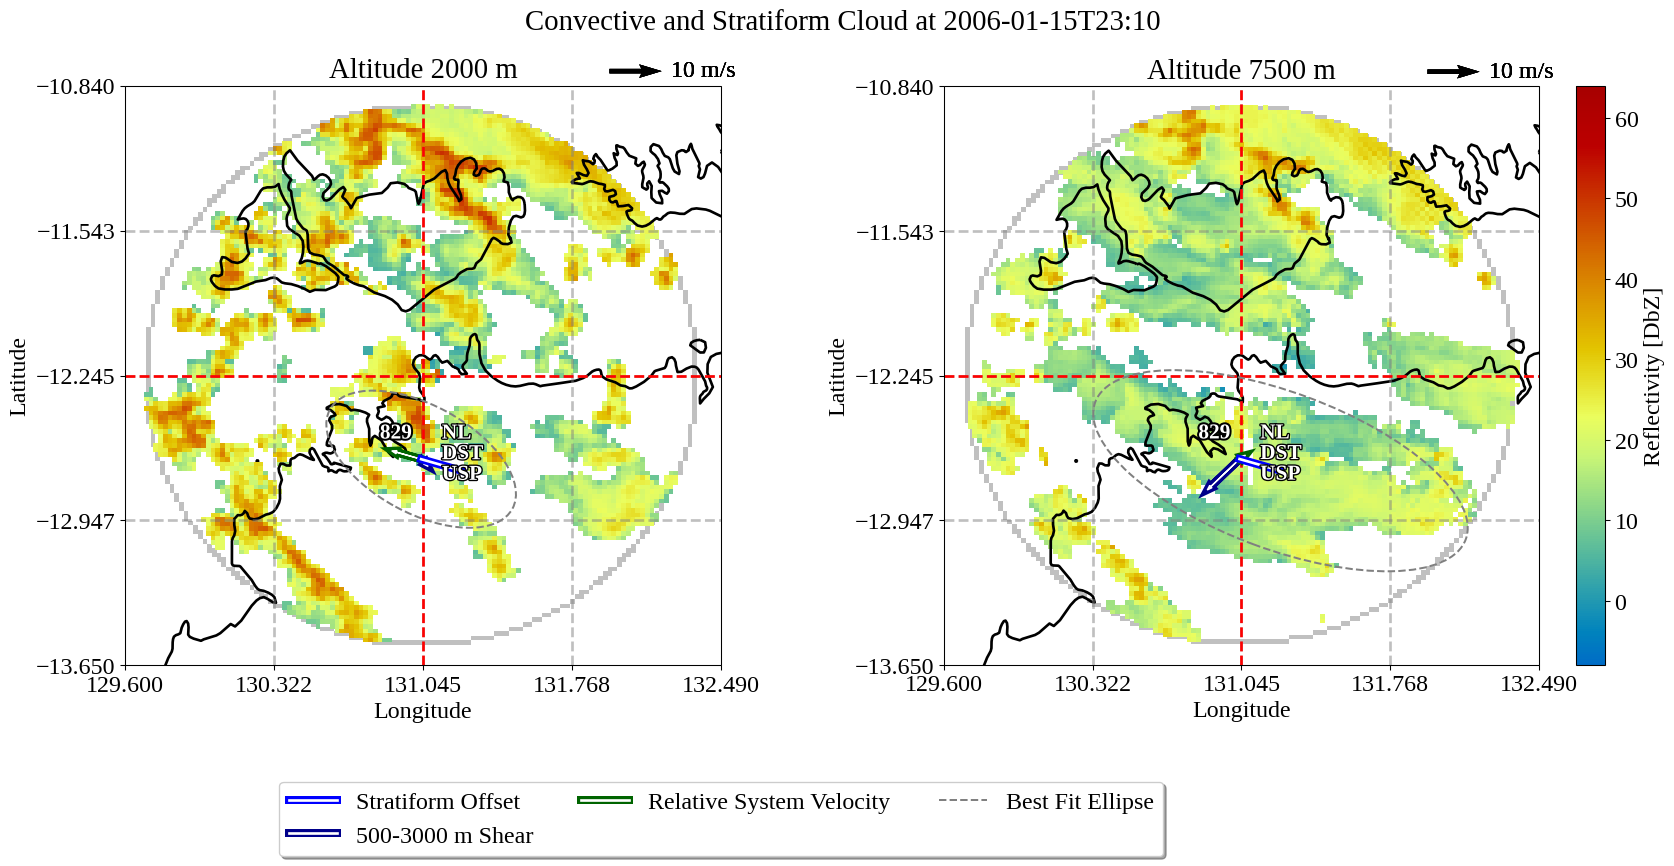 Convective and Stratiform Cloud at 2006-01-15T23:10
Altitude 2000 m
10 m/s
−10.840
−11.543
−12.245
−12.947
−13.650
129.600
130.322
131.045
131.768
132.490
Latitude
Longitude
829
NL
DST
USP
Altitude 7500 m
10 m/s
−10.840
−11.543
−12.245
−12.947
−13.650
129.600
130.322
131.045
131.768
132.490
Latitude
Longitude
829
NL
DST
USP
60
50
40
30
20
10
0
Reflectivity [DbZ]
Stratiform Offset
Relative System Velocity
Best Fit Ellipse
500-3000 m Shear